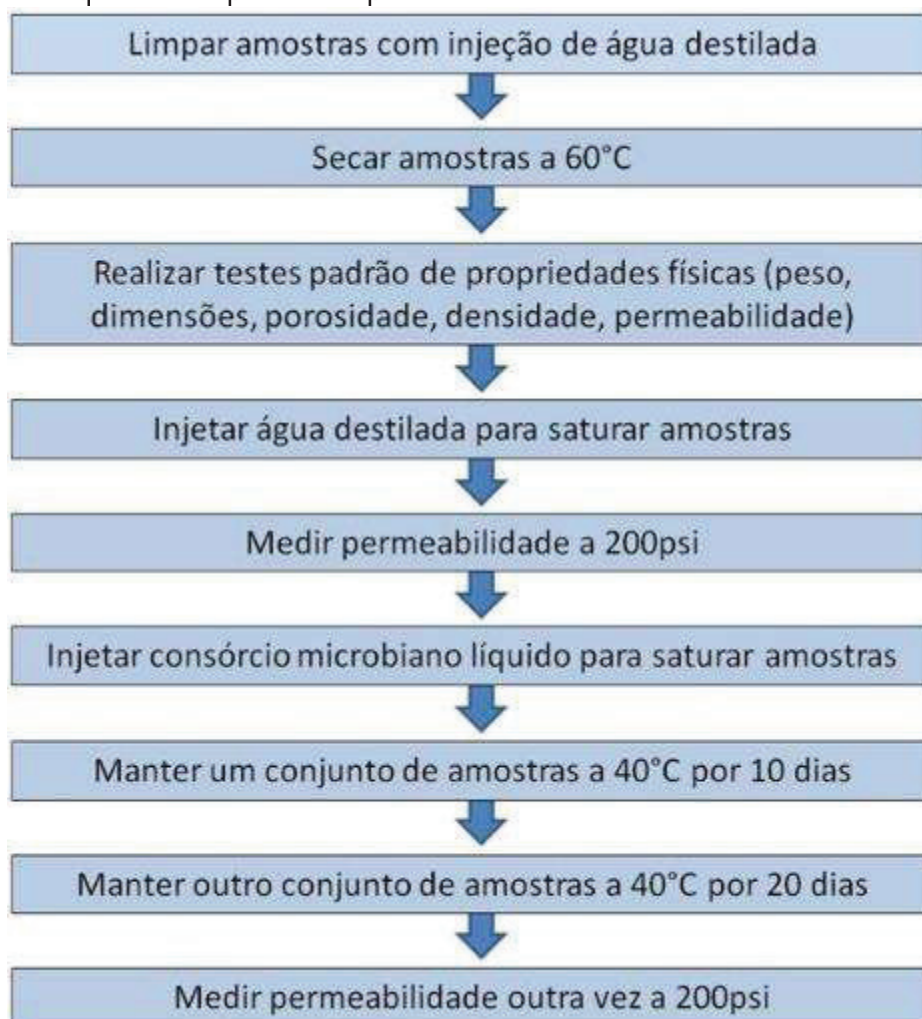 Limpar amostras com injeção de água destilada
Secar amostras a 60°C
Realizar testes padrão de propriedades físicas (peso,
dimensões, porosidade, densidade, permeabilidade)
Injetar água destilada para saturar amostras
Medir permeabilidade a 200psi
Injetar consórcio microbiano líquido para saturar amostras
Manter um conjunto de amostras a 40°C por 10 dias
Manter outro conjunto de amostras a 40°C por 20 dias
Medir permeabilidade outra vez a 200psi